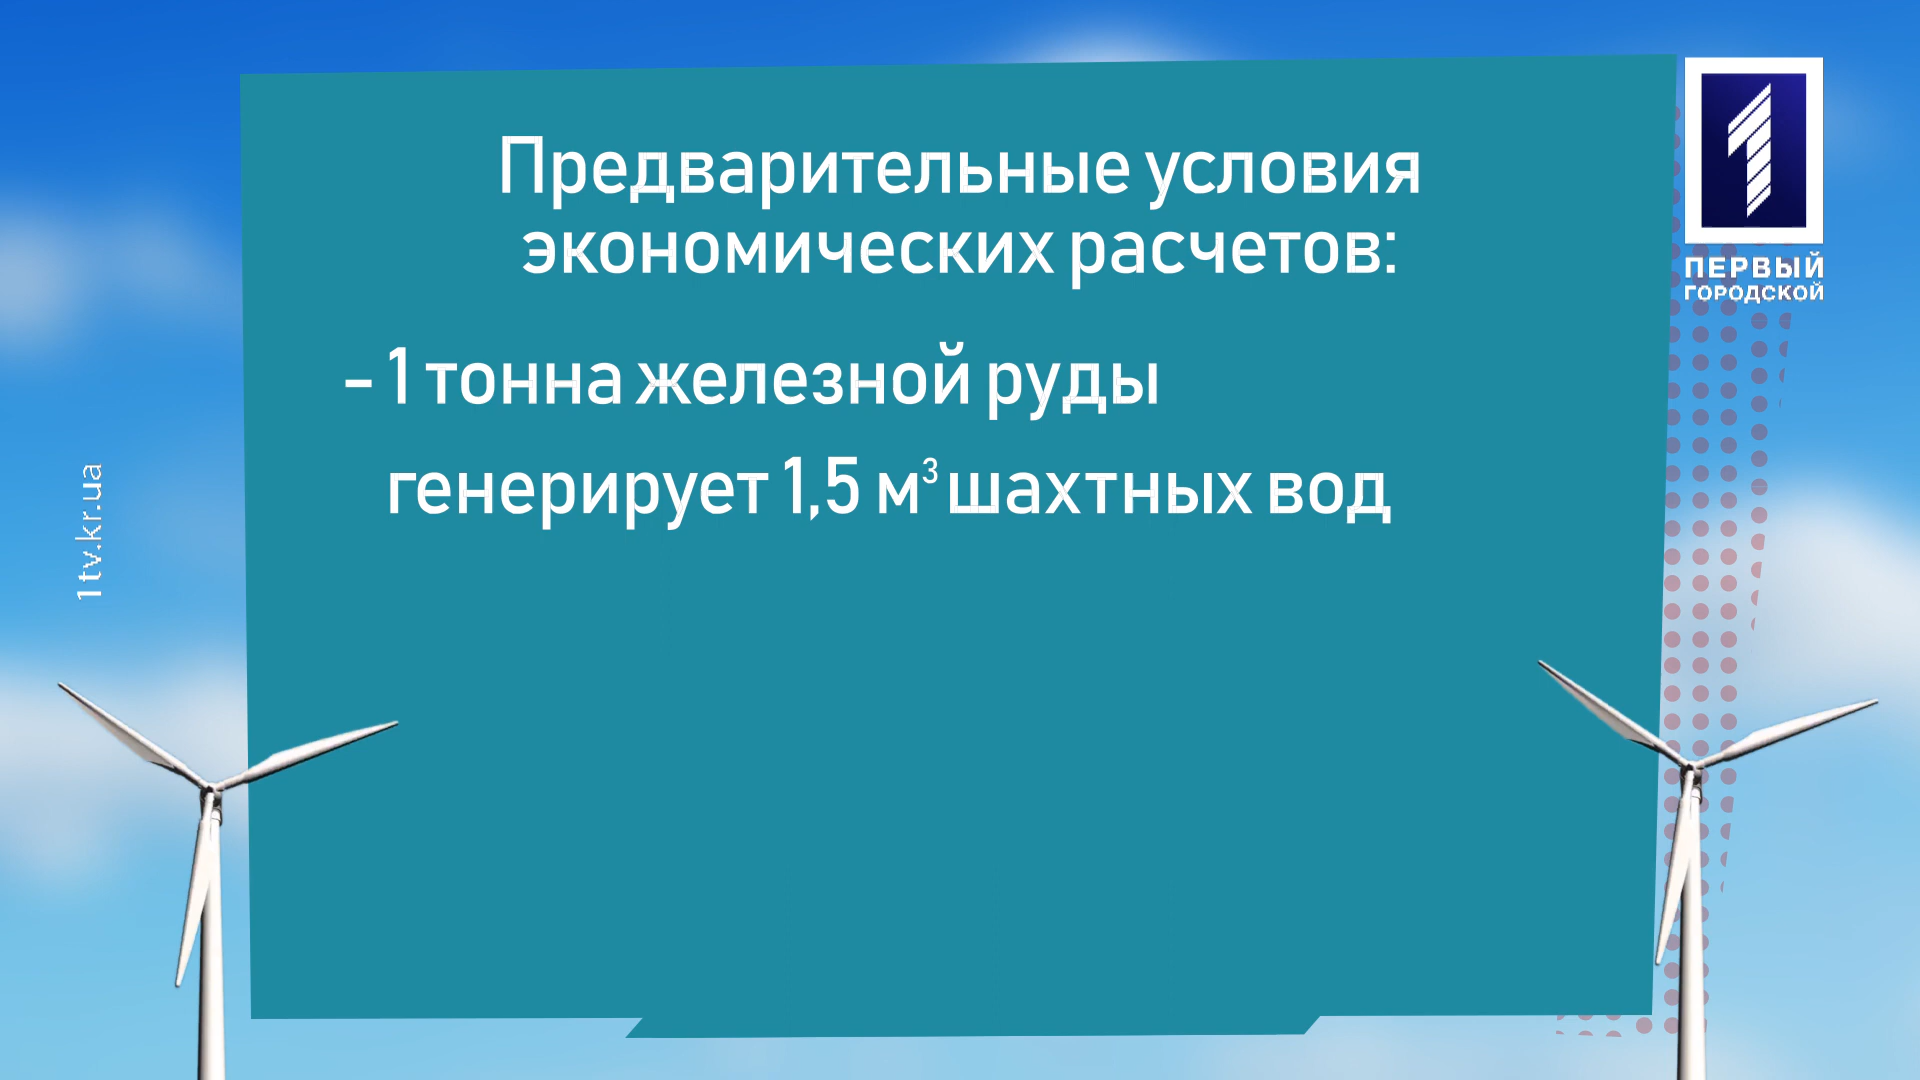 Предварительные условия
экономических расчетов:
- 1 тонна железной руды
генерирует 1,5 м³ шахтных вод
ПЕРВЫЙ
ГОРОДСКОЙ
1tv.kr.ua